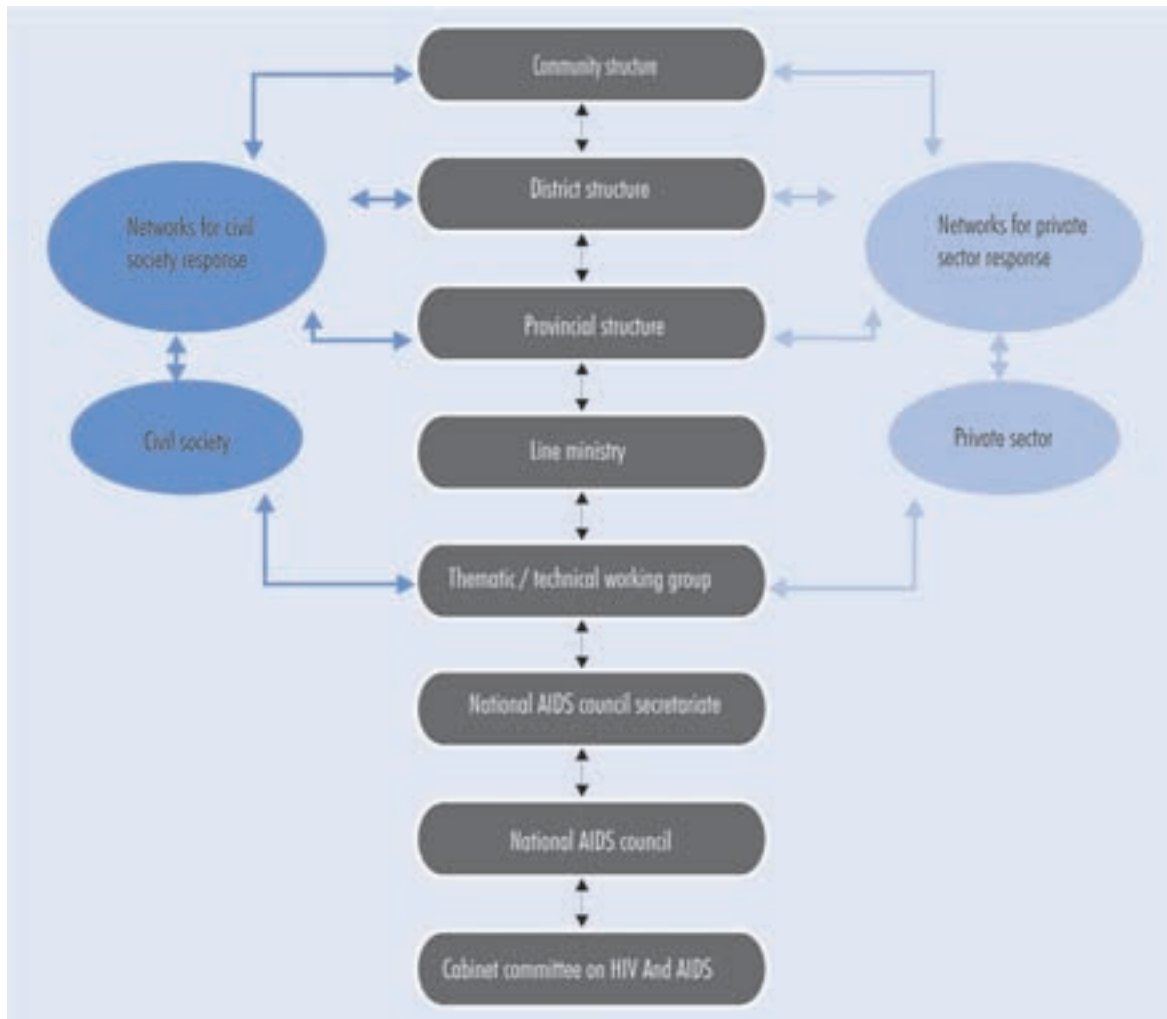 Community structure
District structure
Networks for civil
society response
Networks for private
sector response
Provincial structure
Civil society
Line ministry
Private sector
Thematic / technical working group
National AIDS council secretariate
National AIDS council
Cabinet committee on HIV And AIDS